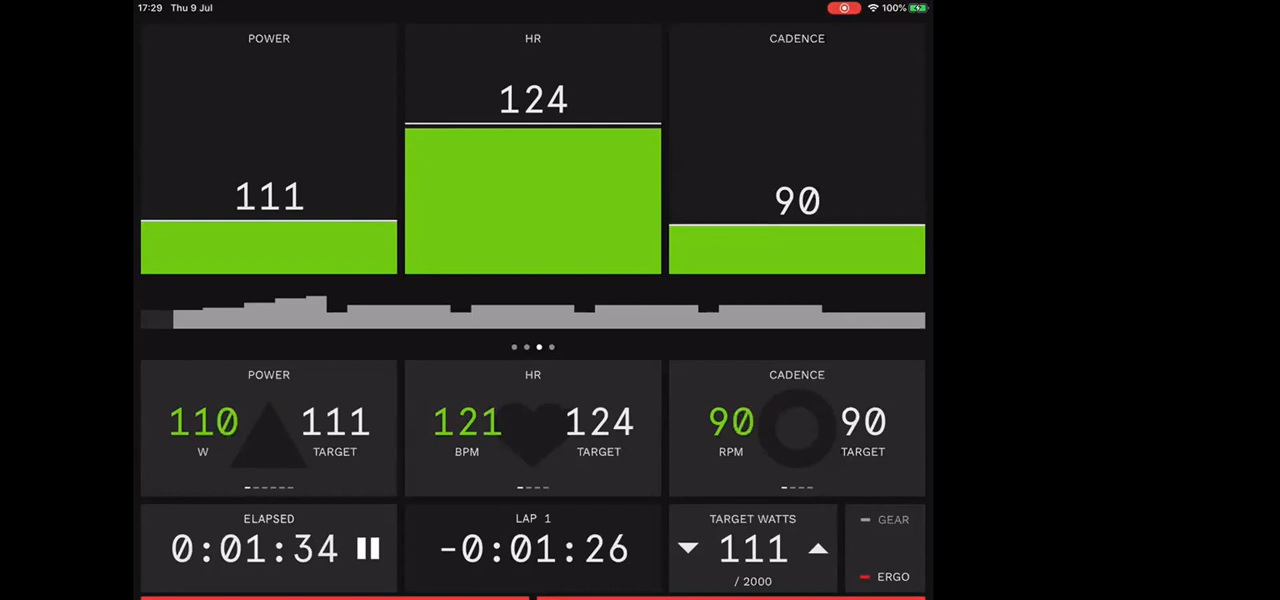 17:29 Thu 9 Jul 100%
POWER HR CADENCE
111 124 90
POWER HR CADENCE
110 111 121 124 90 90
W TARGET BPM TARGET RPM TARGET
ELAPSED LAP 1 TARGET WATTS GEAR
0:01:34 -0:01:26 111
/ 2000 ERGO